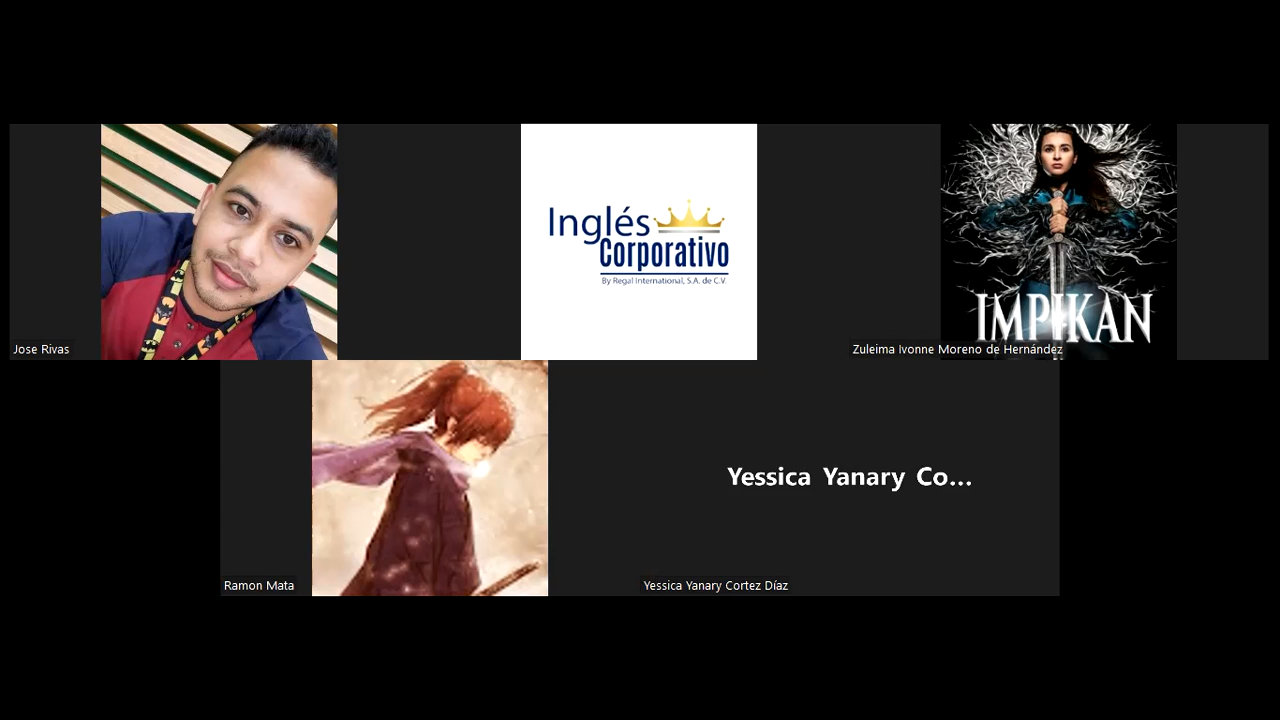 Inglés
Corporativo
By Regal International, S.A. de C.V.
IMPIKAN
Jose Rivas
Zuleima Ivonne Moreno de Hernández
Yessica Yanary Co...
Ramon Mata
Yessica Yanary Cortez Díaz